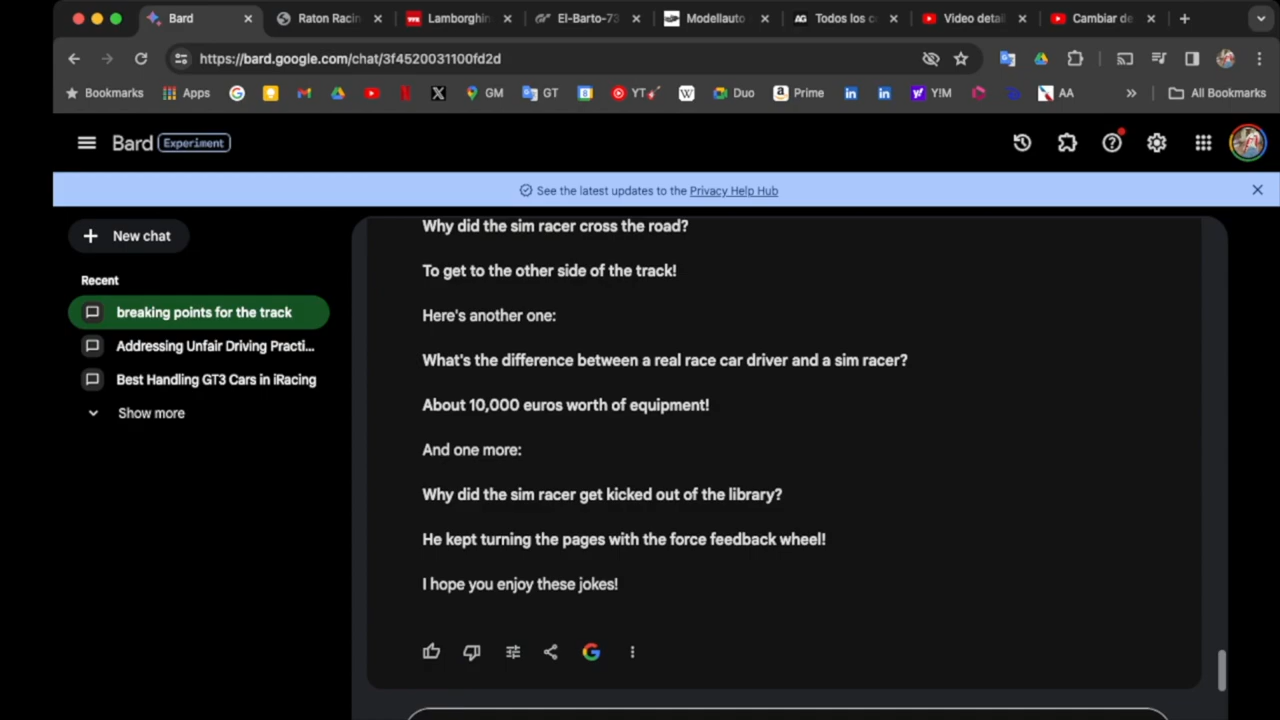 Bard
Raton Racin
Lamborghin
El-Barto-73
Modellauto
Todos los c
Video detai
Cambiar de
https://bard.google.com/chat/3f4520031100fd2d
Bookmarks
Apps
GM
GT
YT
Duo
Prime
Y!M
AA
All Bookmarks
Bard Experiment
See the latest updates to the Privacy Help Hub
New chat
Recent
breaking points for the track
Addressing Unfair Driving Practi...
Best Handling GT3 Cars in iRacing
Show more
Why did the sim racer cross the road?
To get to the other side of the track!
Here's another one:
What's the difference between a real race car driver and a sim racer?
About 10,000 euros worth of equipment!
And one more:
Why did the sim racer get kicked out of the library?
He kept turning the pages with the force feedback wheel!
I hope you enjoy these jokes!